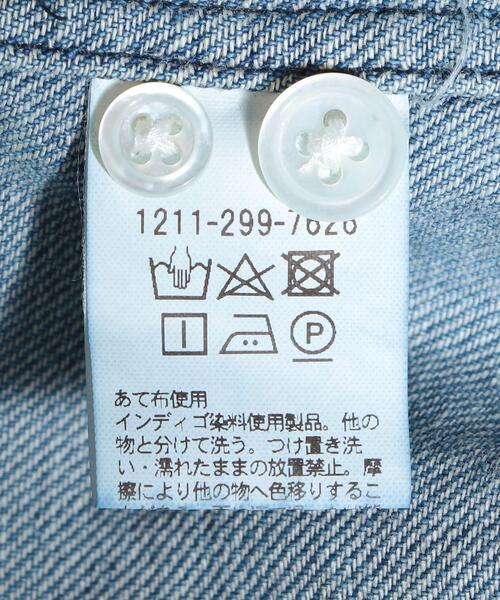 1211-299-7628
P
あて布使用
インディゴ染料使用製品。他の
物と分けて洗う。つけ置き洗
い・濡れたままの放置禁止。摩
擦により他の物へ色移りするこ